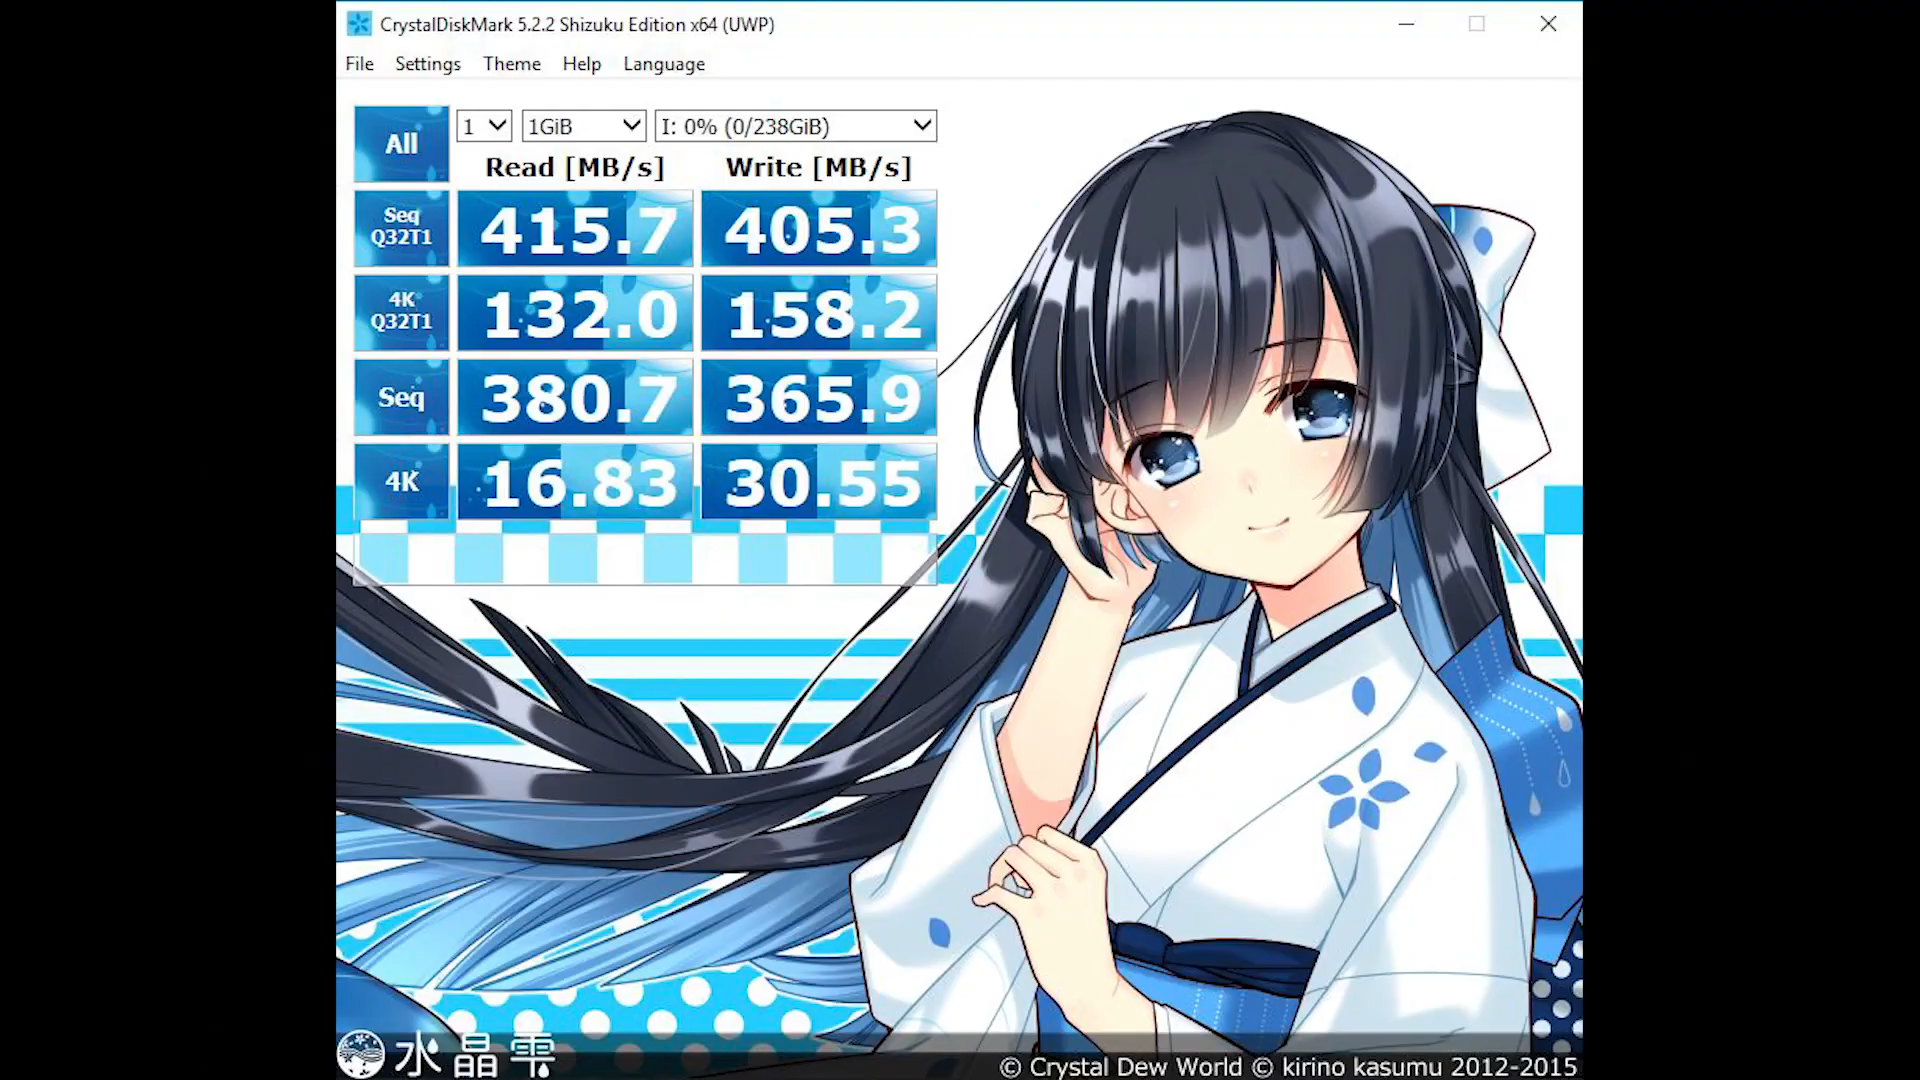 CrystalDiskMark 5.2.2 Shizuku Edition x64 (UWP)
File Settings Theme Help Language
All 1 1GiB I: 0% (0/238GiB)
Read [MB/s] Write [MB/s]
Seq Q32T1 415.7 405.3
4K Q32T1 132.0 158.2
Seq 380.7 365.9
4K 16.83 30.55
水晶雫
© Crystal Dew World © kirino kasumu 2012-2015